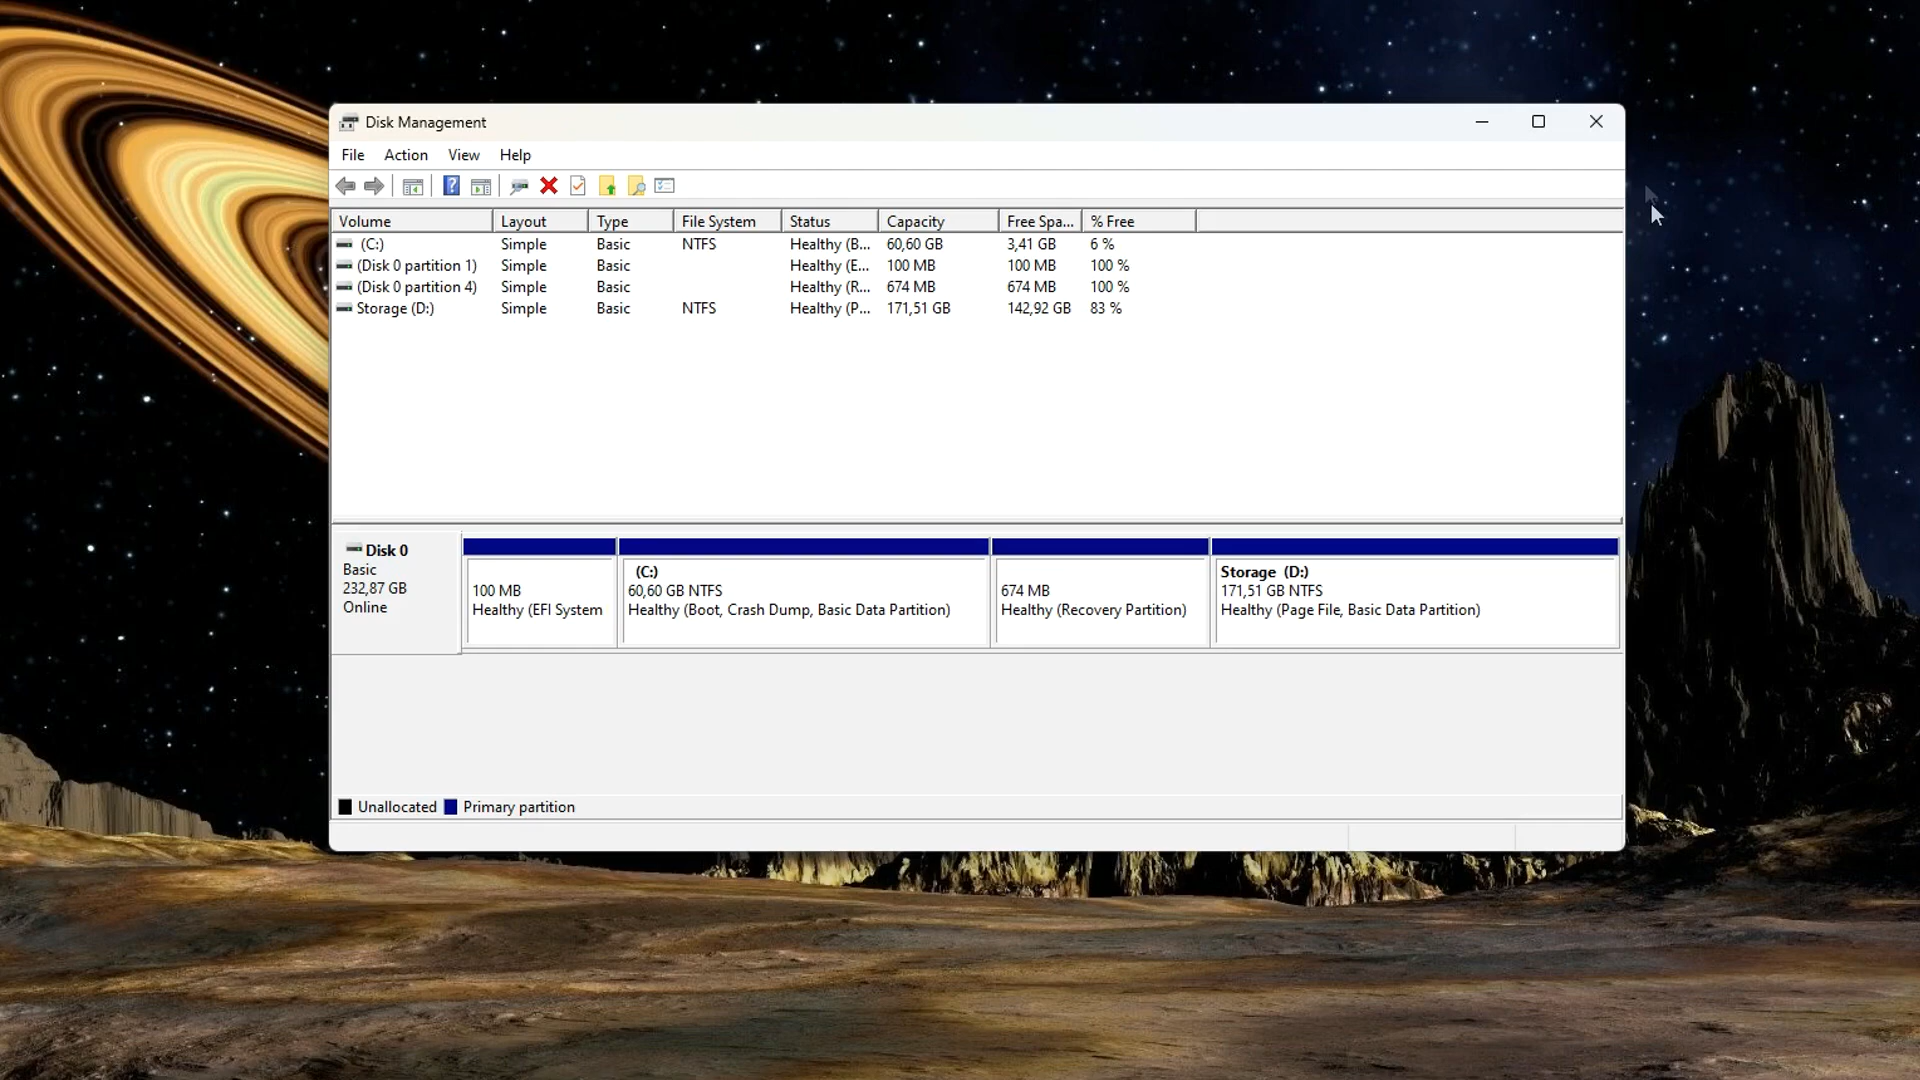 Disk Management
File Action View Help
Volume Layout Type File System Status Capacity Free Spa... % Free
(C:) Simple Basic NTFS Healthy (B... 60,60 GB 3,41 GB 6 %
(Disk 0 partition 1) Simple Basic Healthy (E... 100 MB 100 MB 100 %
(Disk 0 partition 4) Simple Basic Healthy (R... 674 MB 674 MB 100 %
Storage (D:) Simple Basic NTFS Healthy (P... 171,51 GB 142,92 GB 83 %
Disk 0
Basic
232,87 GB
Online
100 MB
Healthy (EFI System
(C:)
60,60 GB NTFS
Healthy (Boot, Crash Dump, Basic Data Partition)
674 MB
Healthy (Recovery Partition)
Storage (D:)
171,51 GB NTFS
Healthy (Page File, Basic Data Partition)
Unallocated Primary partition